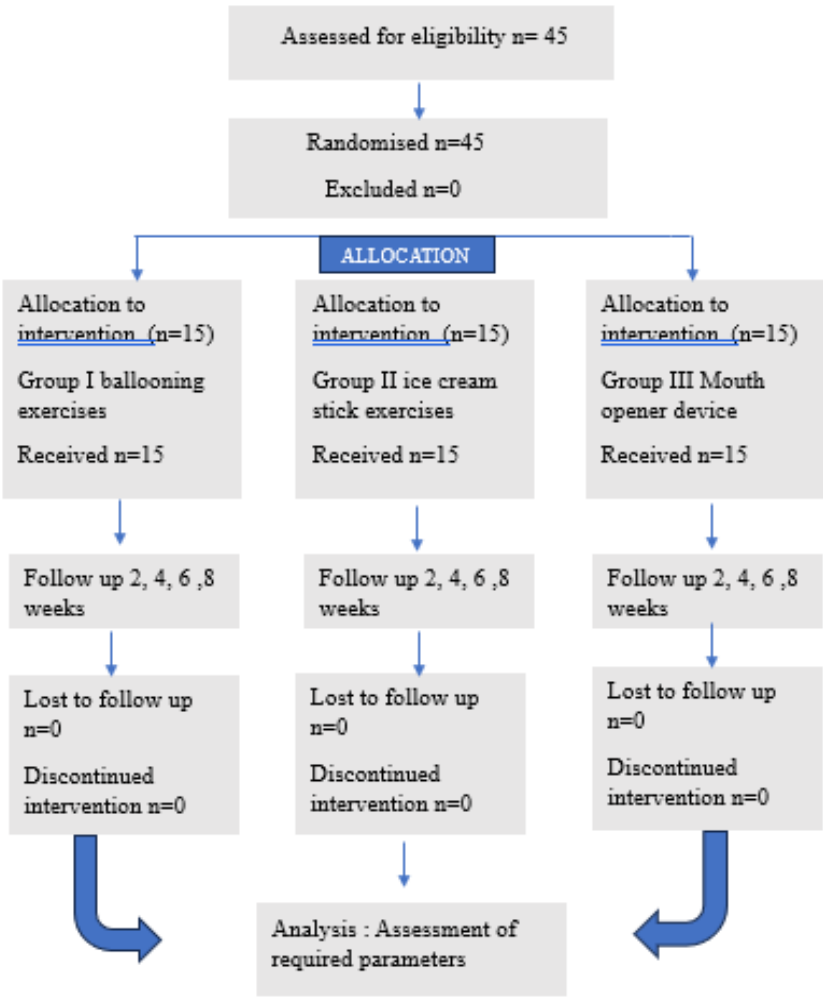 Assessed for eligibility n= 45
Randomised n=45
Excluded n=0
ALLOCATION
Allocation to
intervention (n=15)
Group I ballooning
exercises
Received n=15
Allocation to
intervention (n=15)
Group II ice cream
stick exercises
Received n=15
Allocation to
intervention (n=15)
Group III Mouth
opener device
Received n=15
Follow up 2, 4, 6 ,8
weeks
Follow up 2, 4, 6 ,8
weeks
Follow up 2, 4, 6 ,8
weeks
Lost to follow up
n=0
Discontinued
intervention n=0
Lost to follow up
n=0
Discontinued
intervention n=0
Lost to follow up
n=0
Discontinued
intervention n=0
Analysis : Assessment of
required parameters